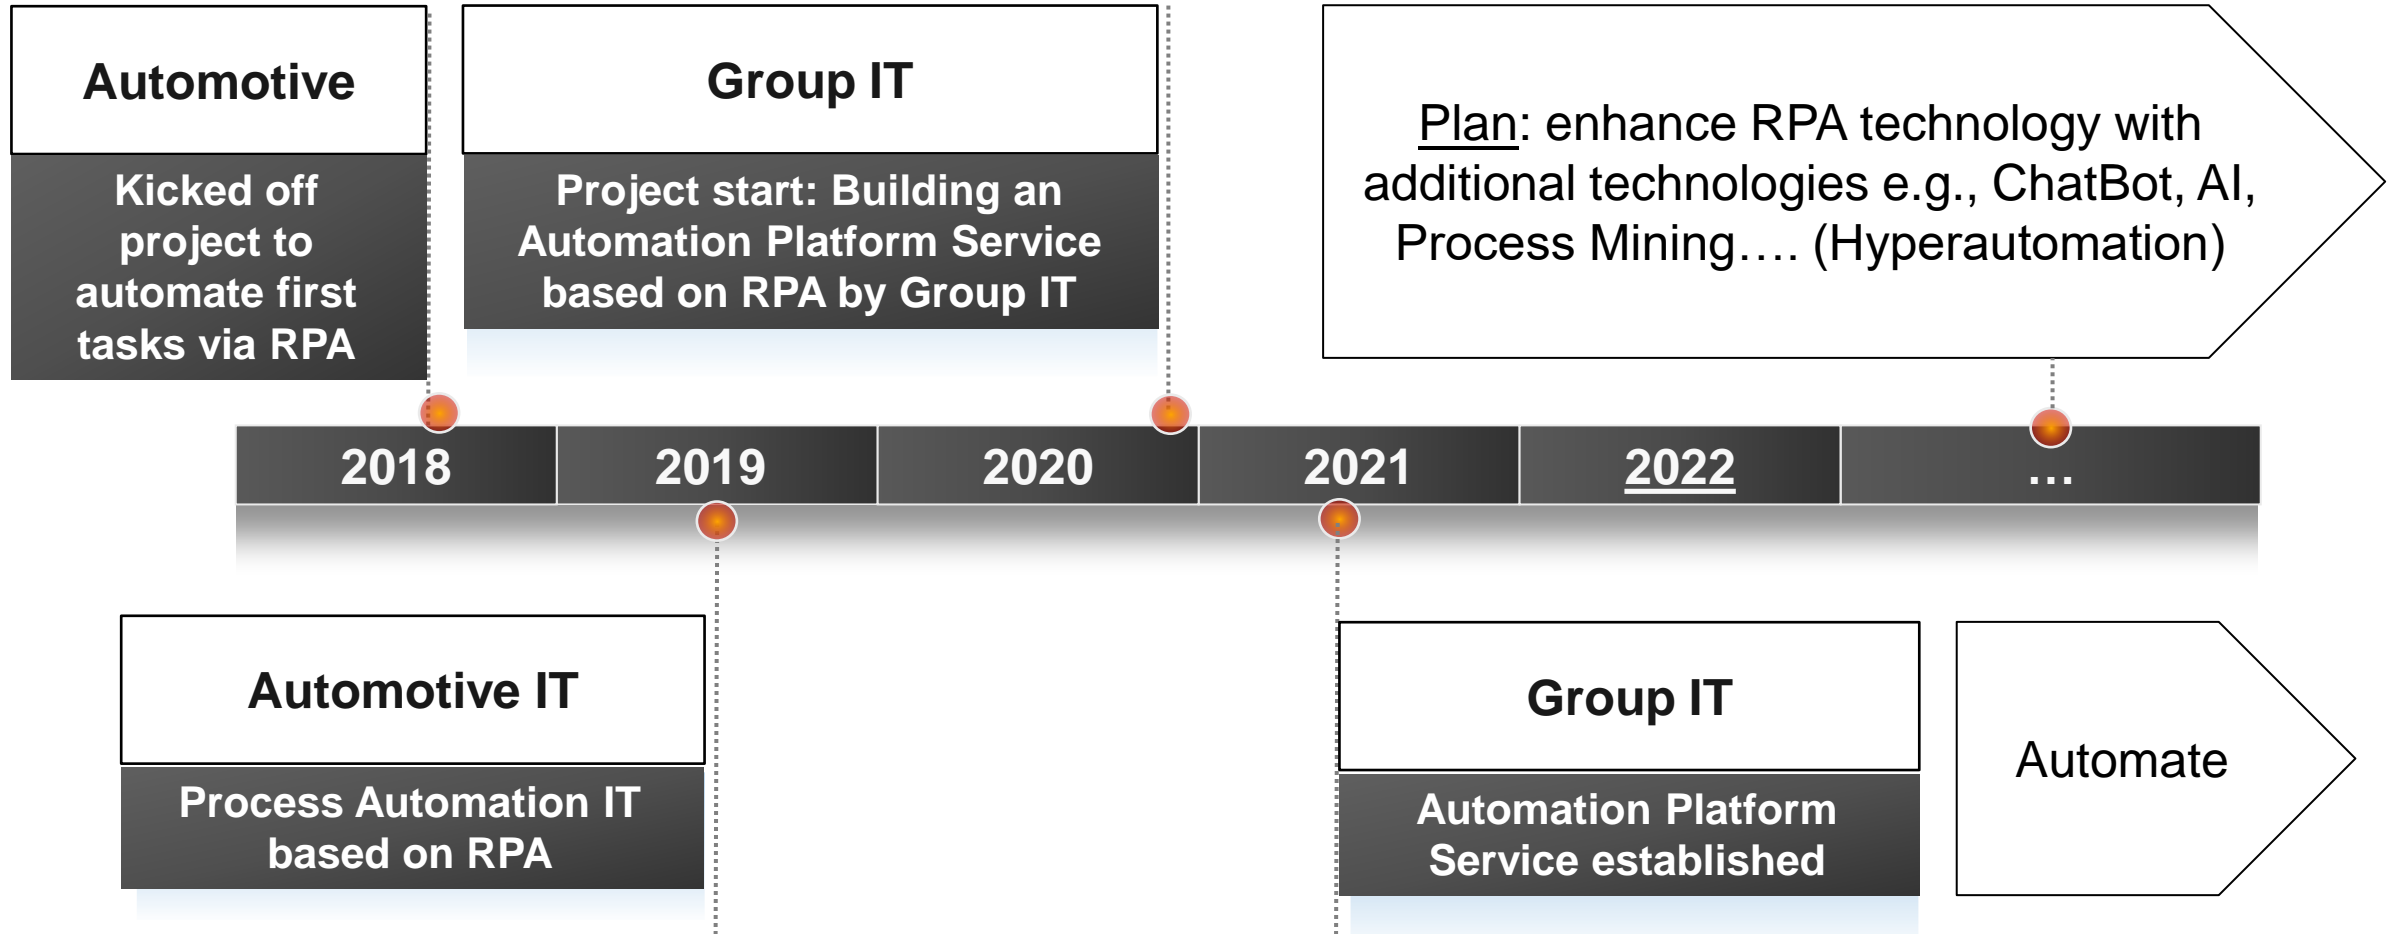 Automotive
Kicked off
project to
automate first
tasks via RPA
Group IT
Project start: Building an
Automation Platform Service
based on RPA by Group IT
Plan: enhance RPA technology with
additional technologies e.g., ChatBot, AI,
Process Mining…. (Hyperautomation)
2018 2019 2020 2021 2022 …
Automotive IT
Process Automation IT
based on RPA
Group IT
Automation Platform
Service established
Automate